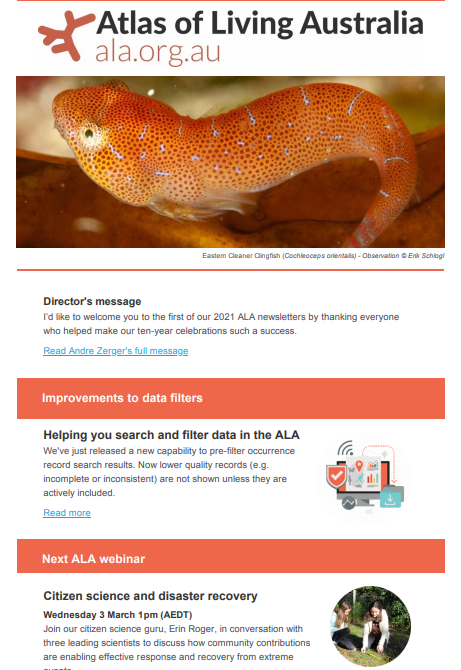 Atlas of Living Australia
ala.org.au
Eastern Cleaner Clingfish (Cochleoceps orientalis) - Observation © Erik Schlogl
Director's message
I'd like to welcome you to the first of our 2021 ALA newsletters by thanking everyone
who helped make our ten-year celebrations such a success.
Read Andre Zerger's full message
Improvements to data filters
Helping you search and filter data in the ALA
We've just released a new capability to pre-filter occurrence
record search results. Now lower quality records (e.g.
incomplete or inconsistent) are not shown unless they are
actively included.
Read more
Next ALA webinar
Citizen science and disaster recovery
Wednesday 3 March 1pm (AEDT)
Join our citizen science guru, Erin Roger, in conversation with
three leading scientists to discuss how community contributions
are enabling effective response and recovery from extreme